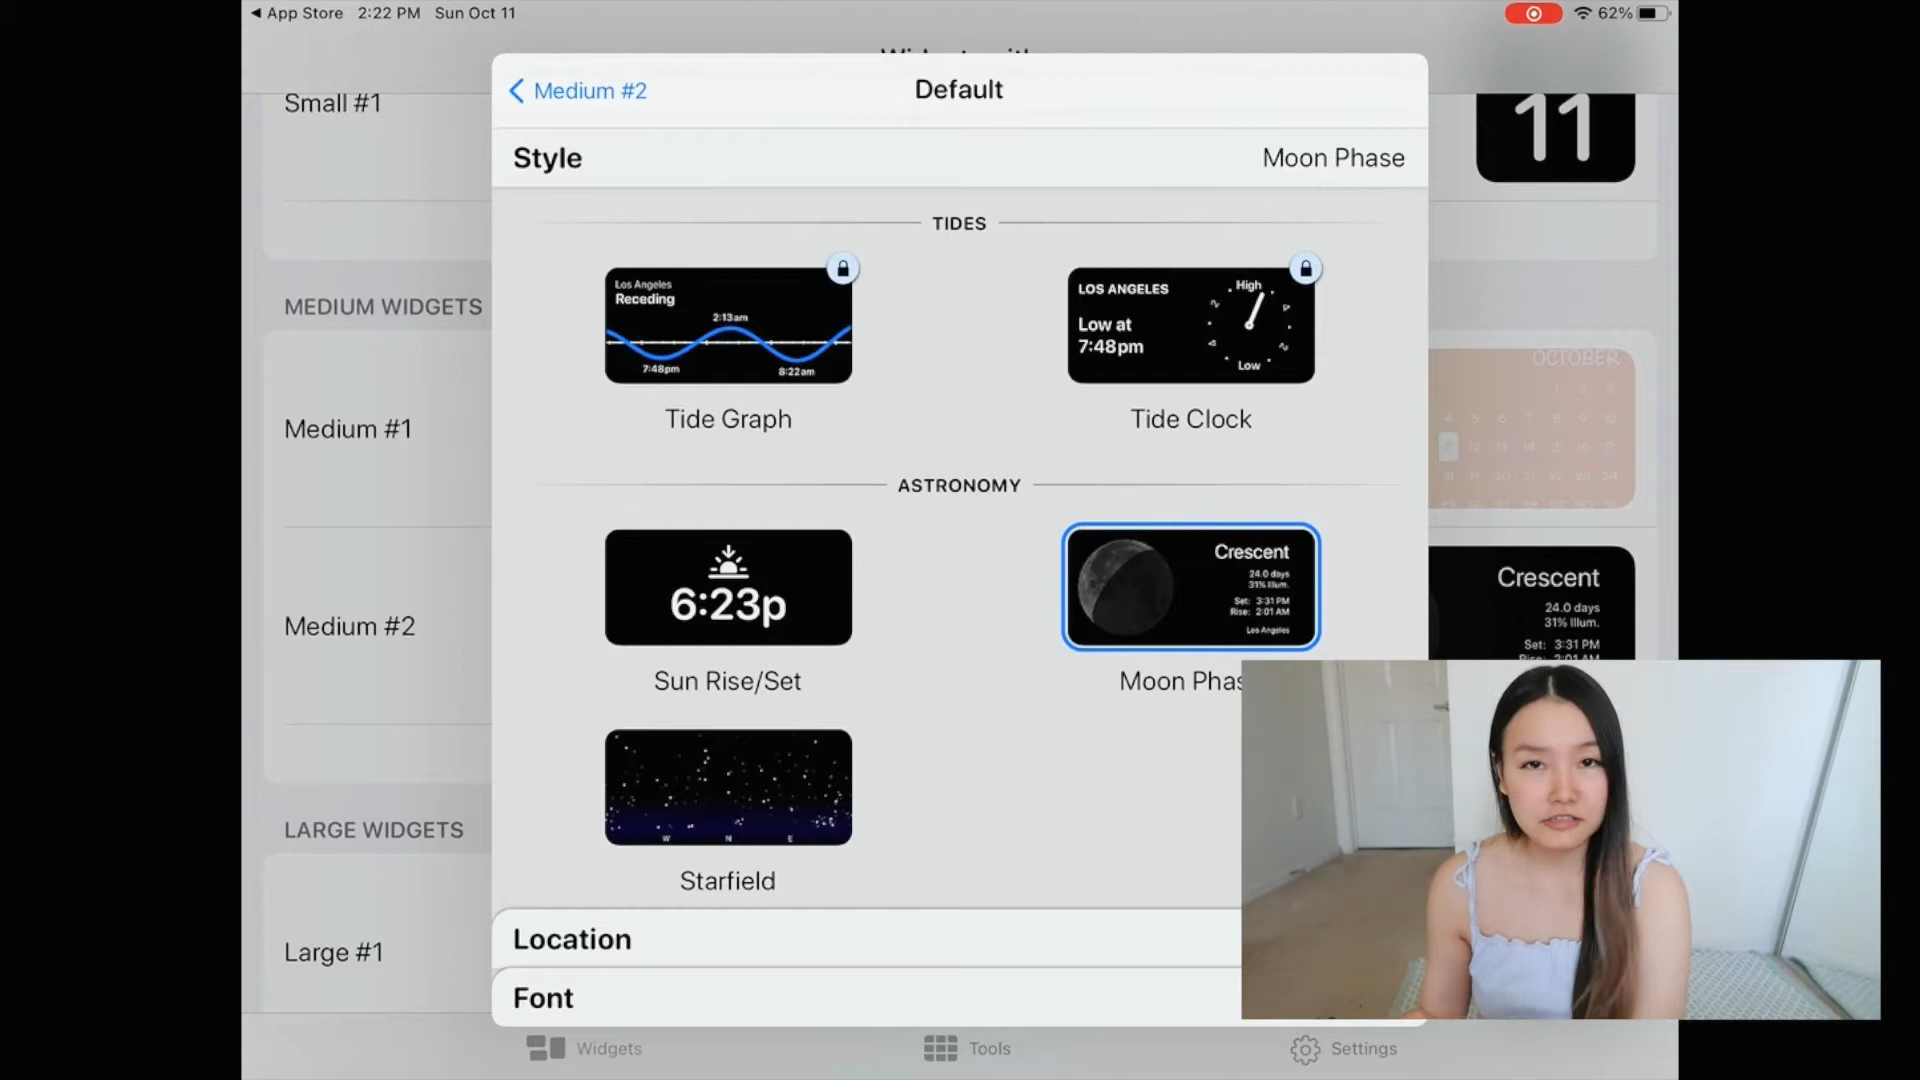 ◀ App Store 2:22 PM Sun Oct 11
62%
Small #1
11
MEDIUM WIDGETS
Medium #1
OCTOBER
Medium #2
Crescent
24.0 days
31% Illum.
Set: 3:31 PM
Rise: 2:01 AM
LARGE WIDGETS
Large #1
Medium #2
Default
Style
Moon Phase
TIDES
Los Angeles
Receding
2:13am
7:48pm
8:22am
Tide Graph
LOS ANGELES
Low at
7:48pm
High
Low
Tide Clock
ASTRONOMY
6:23p
Sun Rise/Set
Crescent
24.0 days
31% Illum.
Set: 3:31 PM
Rise: 2:01 AM
Los Angeles
Moon Phas
W N E
Starfield
Location
Font
Widgets
Tools
Settings